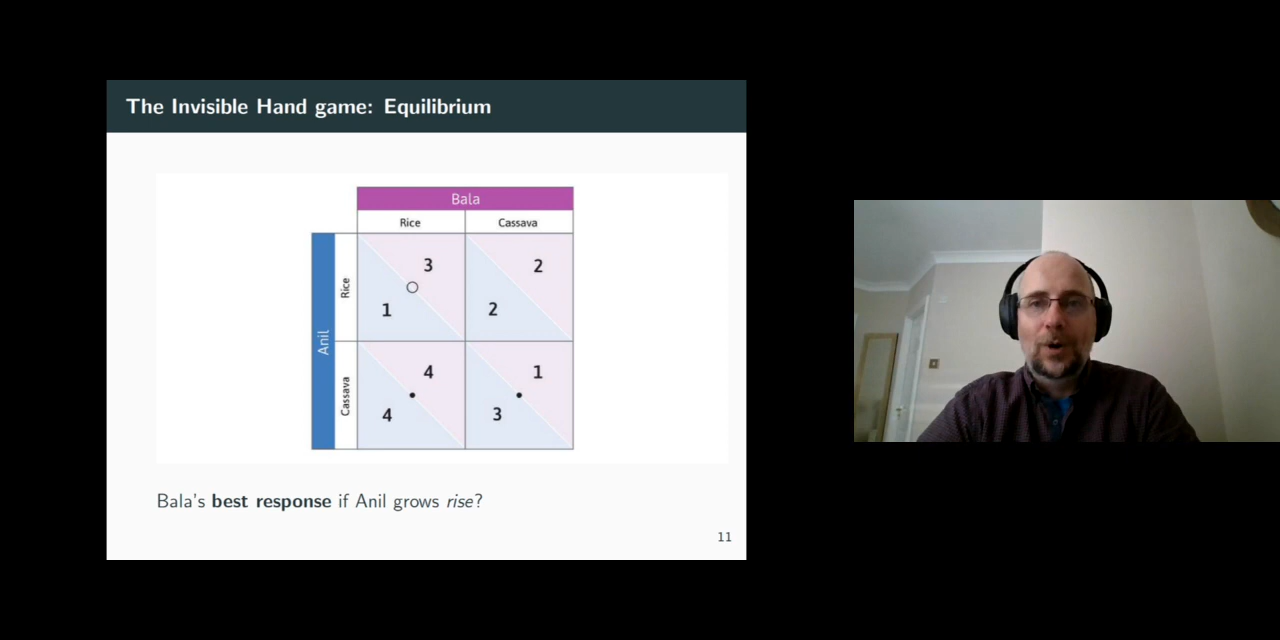 The Invisible Hand game: Equilibrium
Bala
Rice Cassava
Anil
Rice
3
1
2
2
Cassava
4
4
1
3
Bala's best response if Anil grows rise?
11